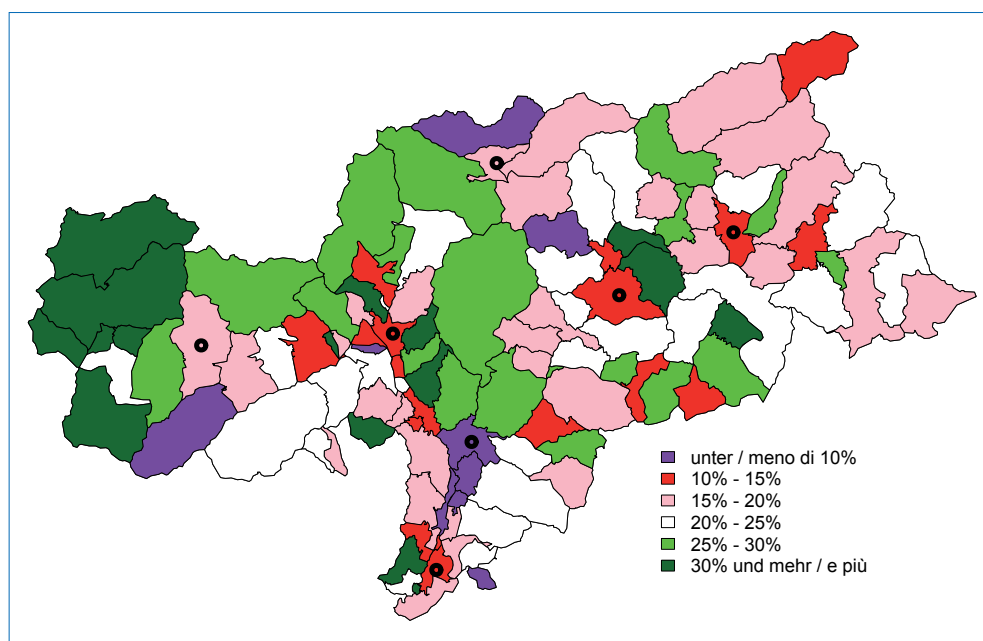 unter / meno di 10%
10% - 15%
15% - 20%
20% - 25%
25% - 30%
30% und mehr / e più